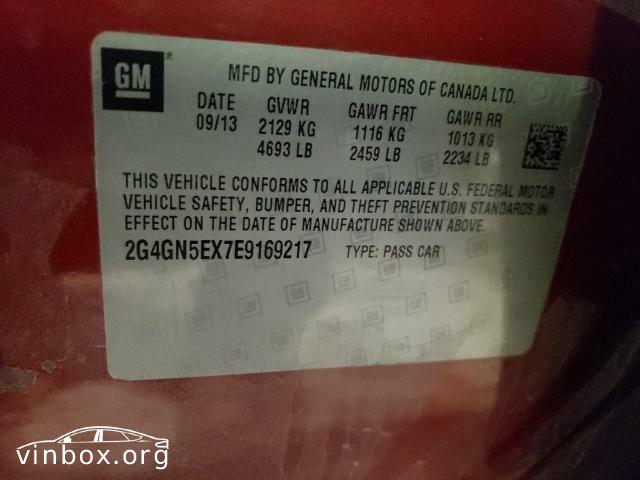 GM
MFD BY GENERAL MOTORS OF CANADA LTD.
DATE GVWR GAWR FRT GAWR RR
09/13 2129 KG 1116 KG 1013 KG
4693 LB 2459 LB 2234 LB
THIS VEHICLE CONFORMS TO ALL APPLICABLE U.S. FEDERAL MOTOR
VEHICLE SAFETY, BUMPER, AND THEFT PREVENTION STANDARDS IN
EFFECT ON THE DATE OF MANUFACTURE SHOWN ABOVE.
2G4GN5EX7E9169217 TYPE: PASS CAR
vinbox.org